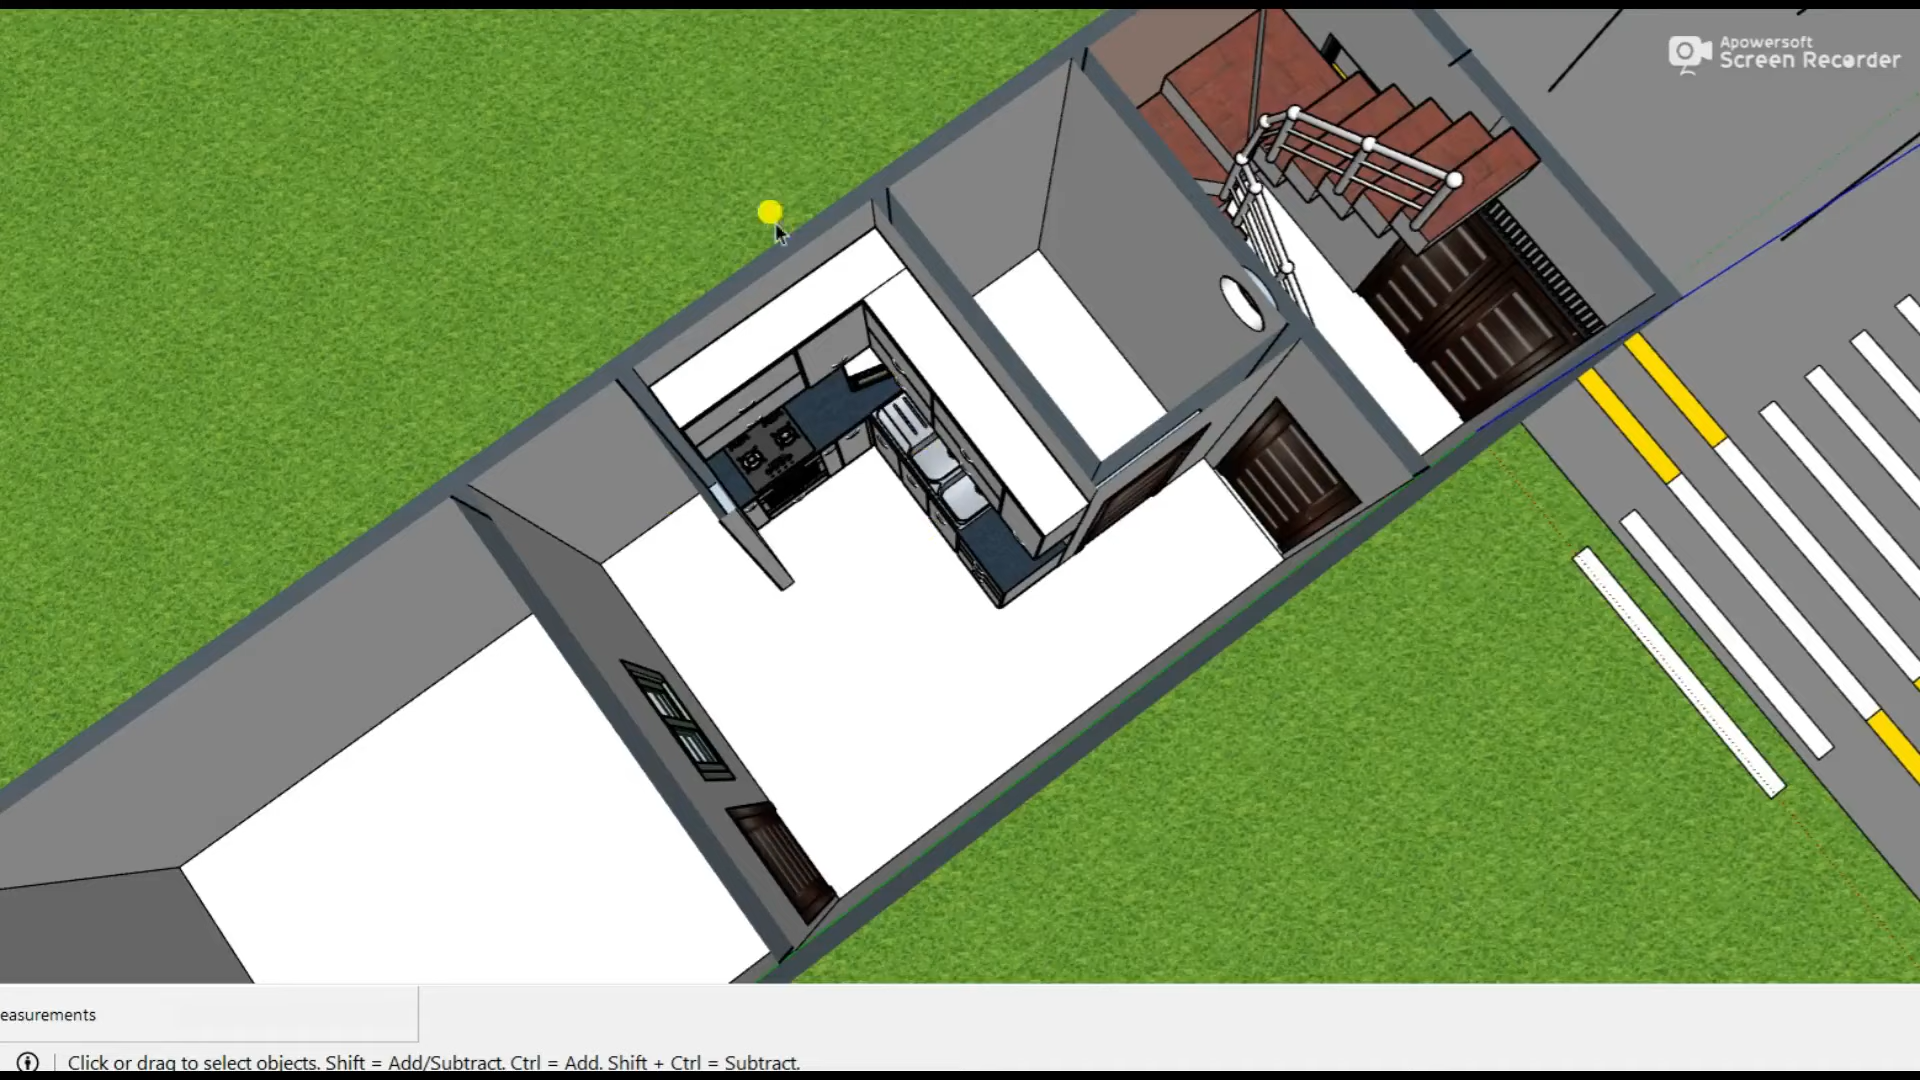 Apowersoft
Screen Recorder
easurements
Click or drag to select objects. Shift = Add/Subtract. Ctrl = Add. Shift + Ctrl = Subtract.